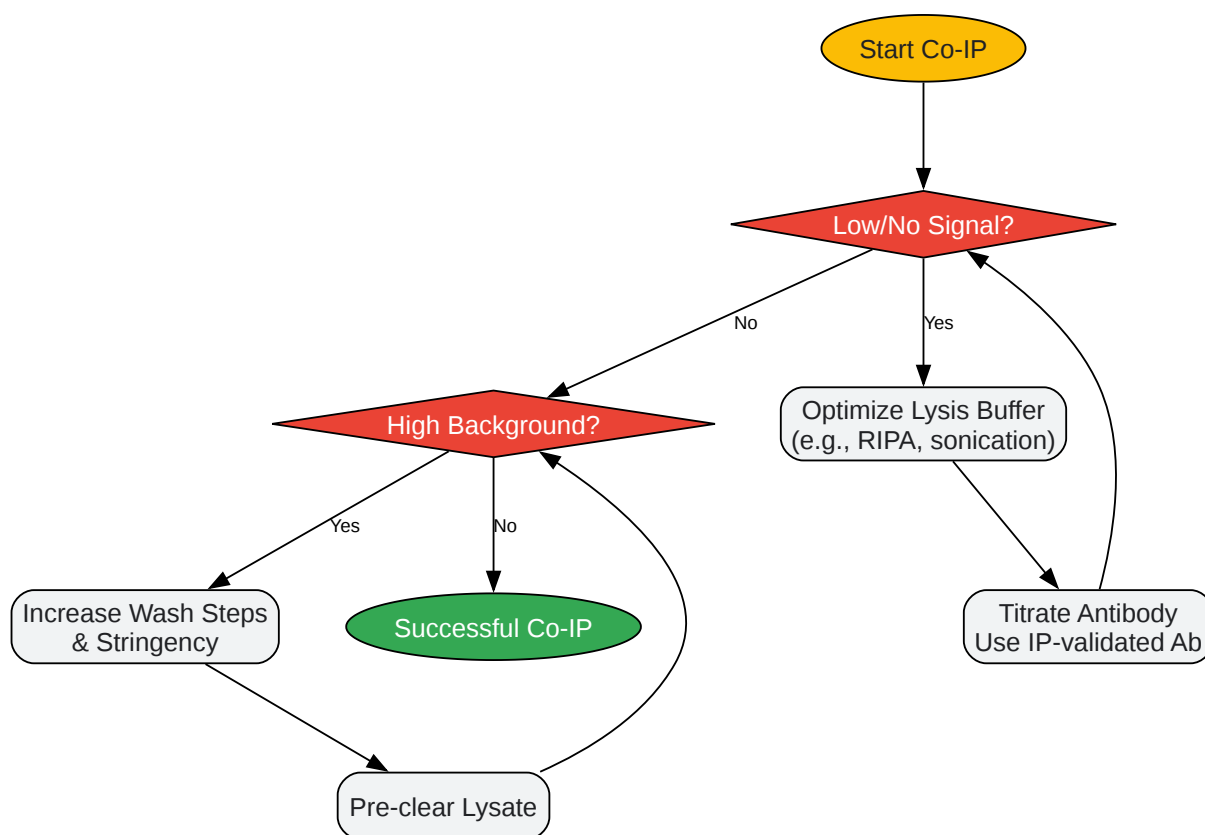 Start Co-IP
Low/No Signal?
No
Yes
Optimize Lysis Buffer
(e.g., RIPA, sonication)
High Background?
Yes
No
Increase Wash Steps
& Stringency
Successful Co-IP
Titrate Antibody
Use IP-validated Ab
Pre-clear Lysate